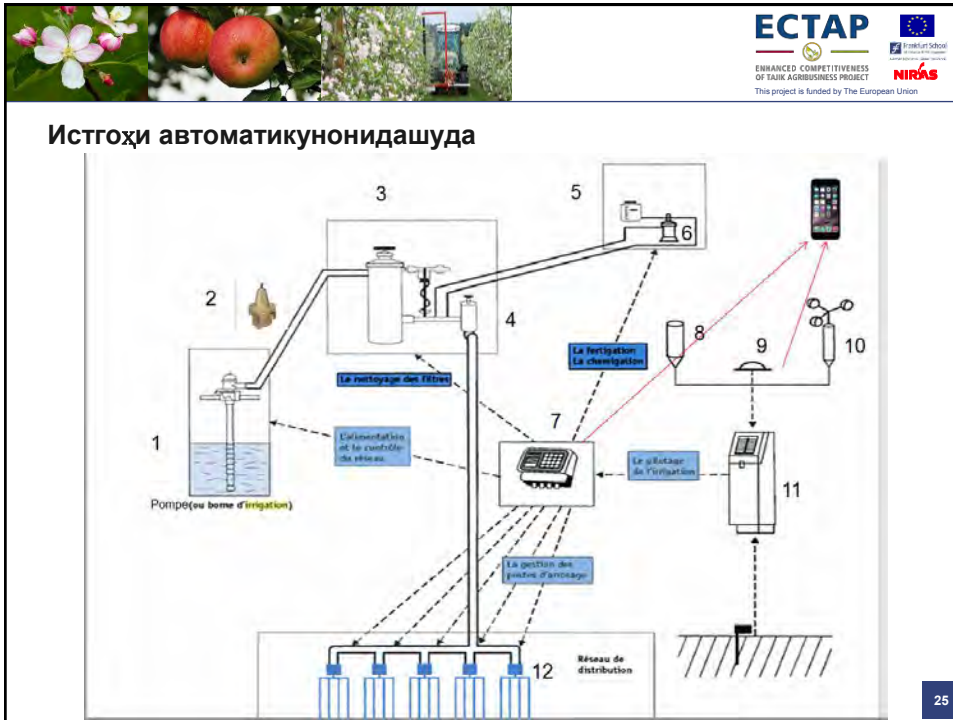 ECTAP
ENHANCED COMPETITIVENESS
OF TAJIK AGRIBUSINESS PROJECT
Frankfurt School
NIRAS
This project is funded by The European Union
Истгоҳи автоматикунонидашуда
3
5
6
2
4
8
9
10
La fertigation
La chemigation
Le nettoyage des filtres
7
1
L'alimentation
et le contrôle
du réseau
Le pilotage
de l'irrigation
11
Pompe(ou borne d'irrigation)
La gestion des
postes d'arrosage
12
Réseau de
distribution
25